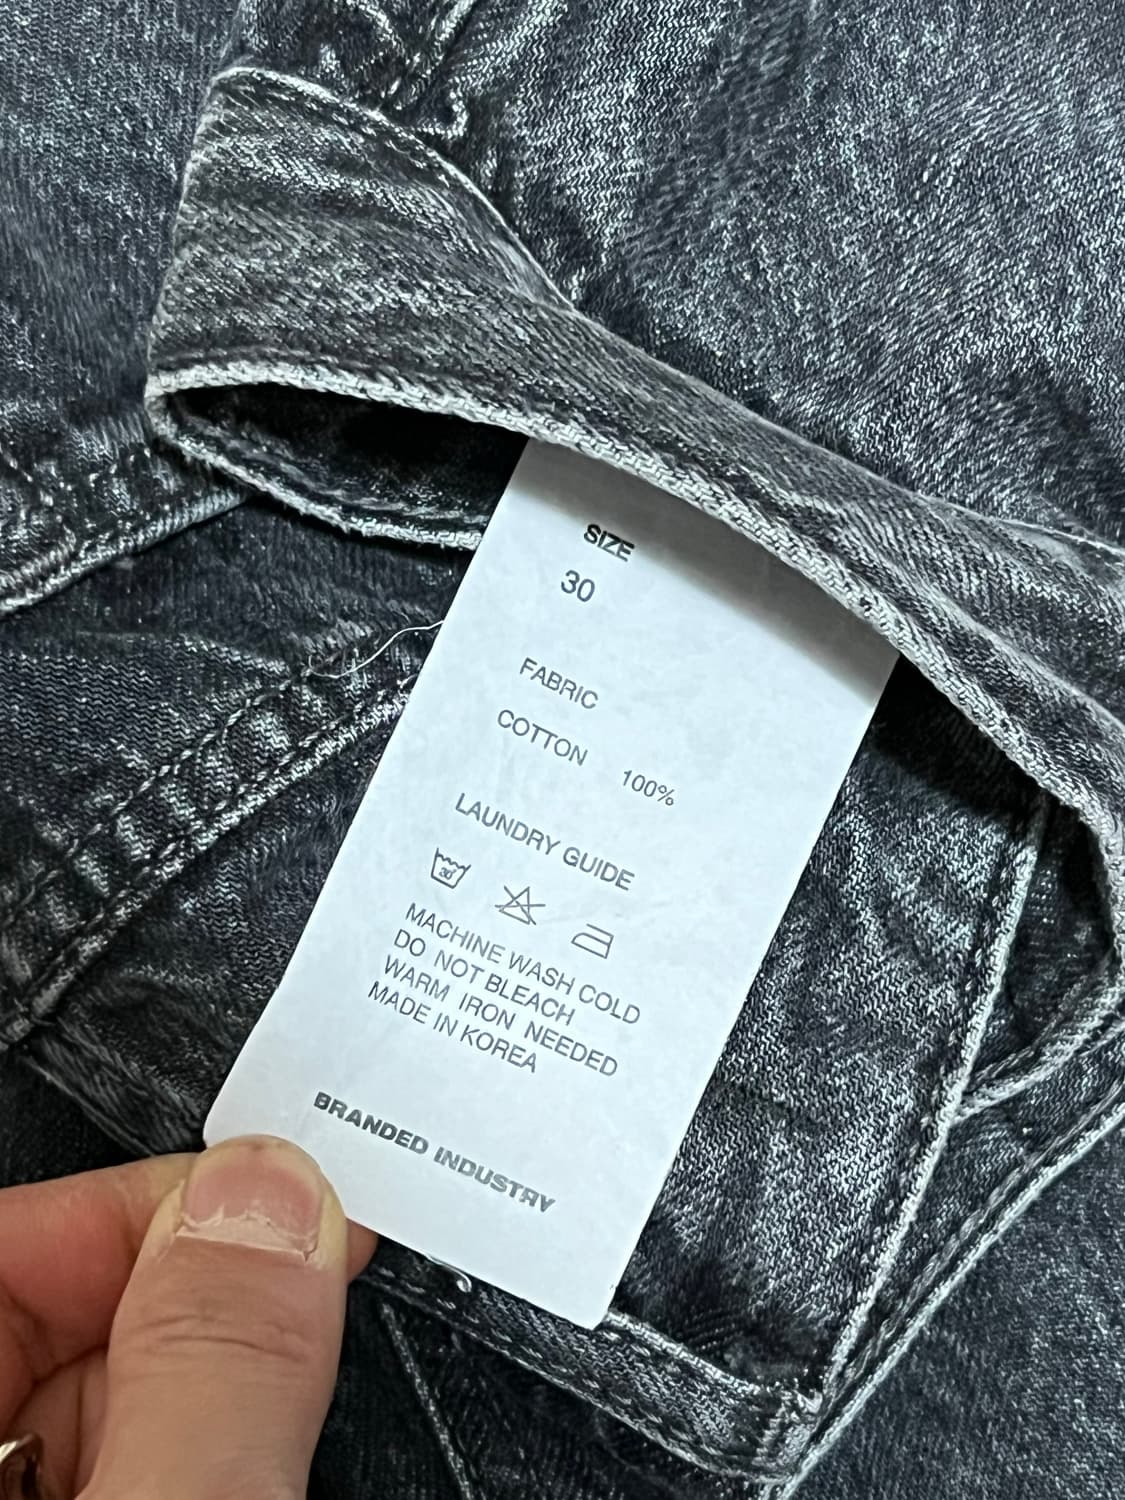 SIZE
30
FABRIC
COTTON 100%
LAUNDRY GUIDE
30°
MACHINE WASH COLD
DO NOT BLEACH
WARM IRON NEEDED
MADE IN KOREA
BRANDED INDUSTRY